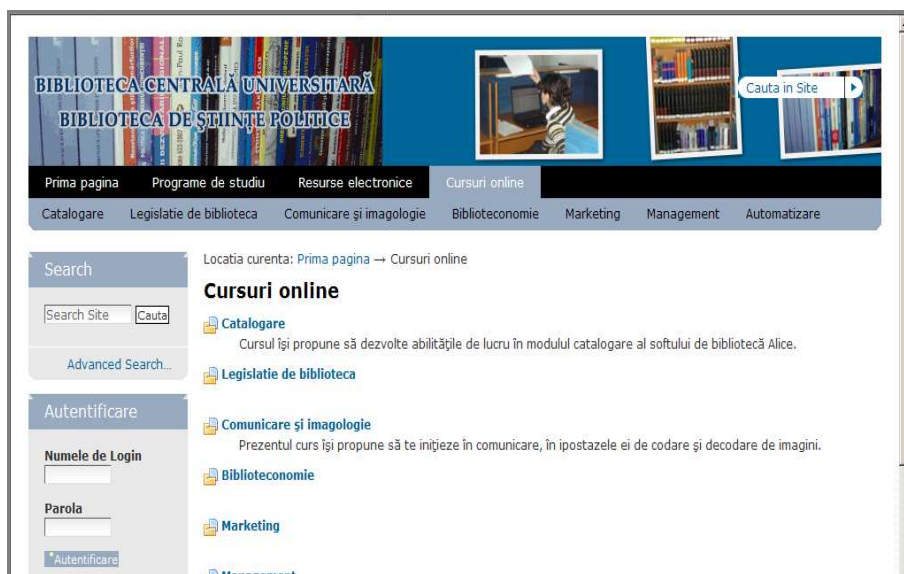 BIBLIOTECA CENTRALĂ UNIVERSITARĂ
BIBLIOTECA DE ŞTIINŢE POLITICE
Cauta in Site
Prima pagina Programe de studiu Resurse electronice Cursuri online
Catalogare Legislatie de biblioteca Comunicare şi imagologie Biblioteconomie Marketing Management Automatizare
Search
Search Site Cauta
Advanced Search...
Autentificare
Numele de Login
Parola
Autentificare
Locatia curenta: Prima pagina → Cursuri online
Cursuri online
Catalogare
Cursul îşi propune să dezvolte abilităţile de lucru în modulul catalogare al softului de bibliotecă Alice.
Legislatie de biblioteca
Comunicare şi imagologie
Prezentul curs îşi propune să te iniţieze în comunicare, în ipostazele ei de codare şi decodare de imagini.
Biblioteconomie
Marketing
Management